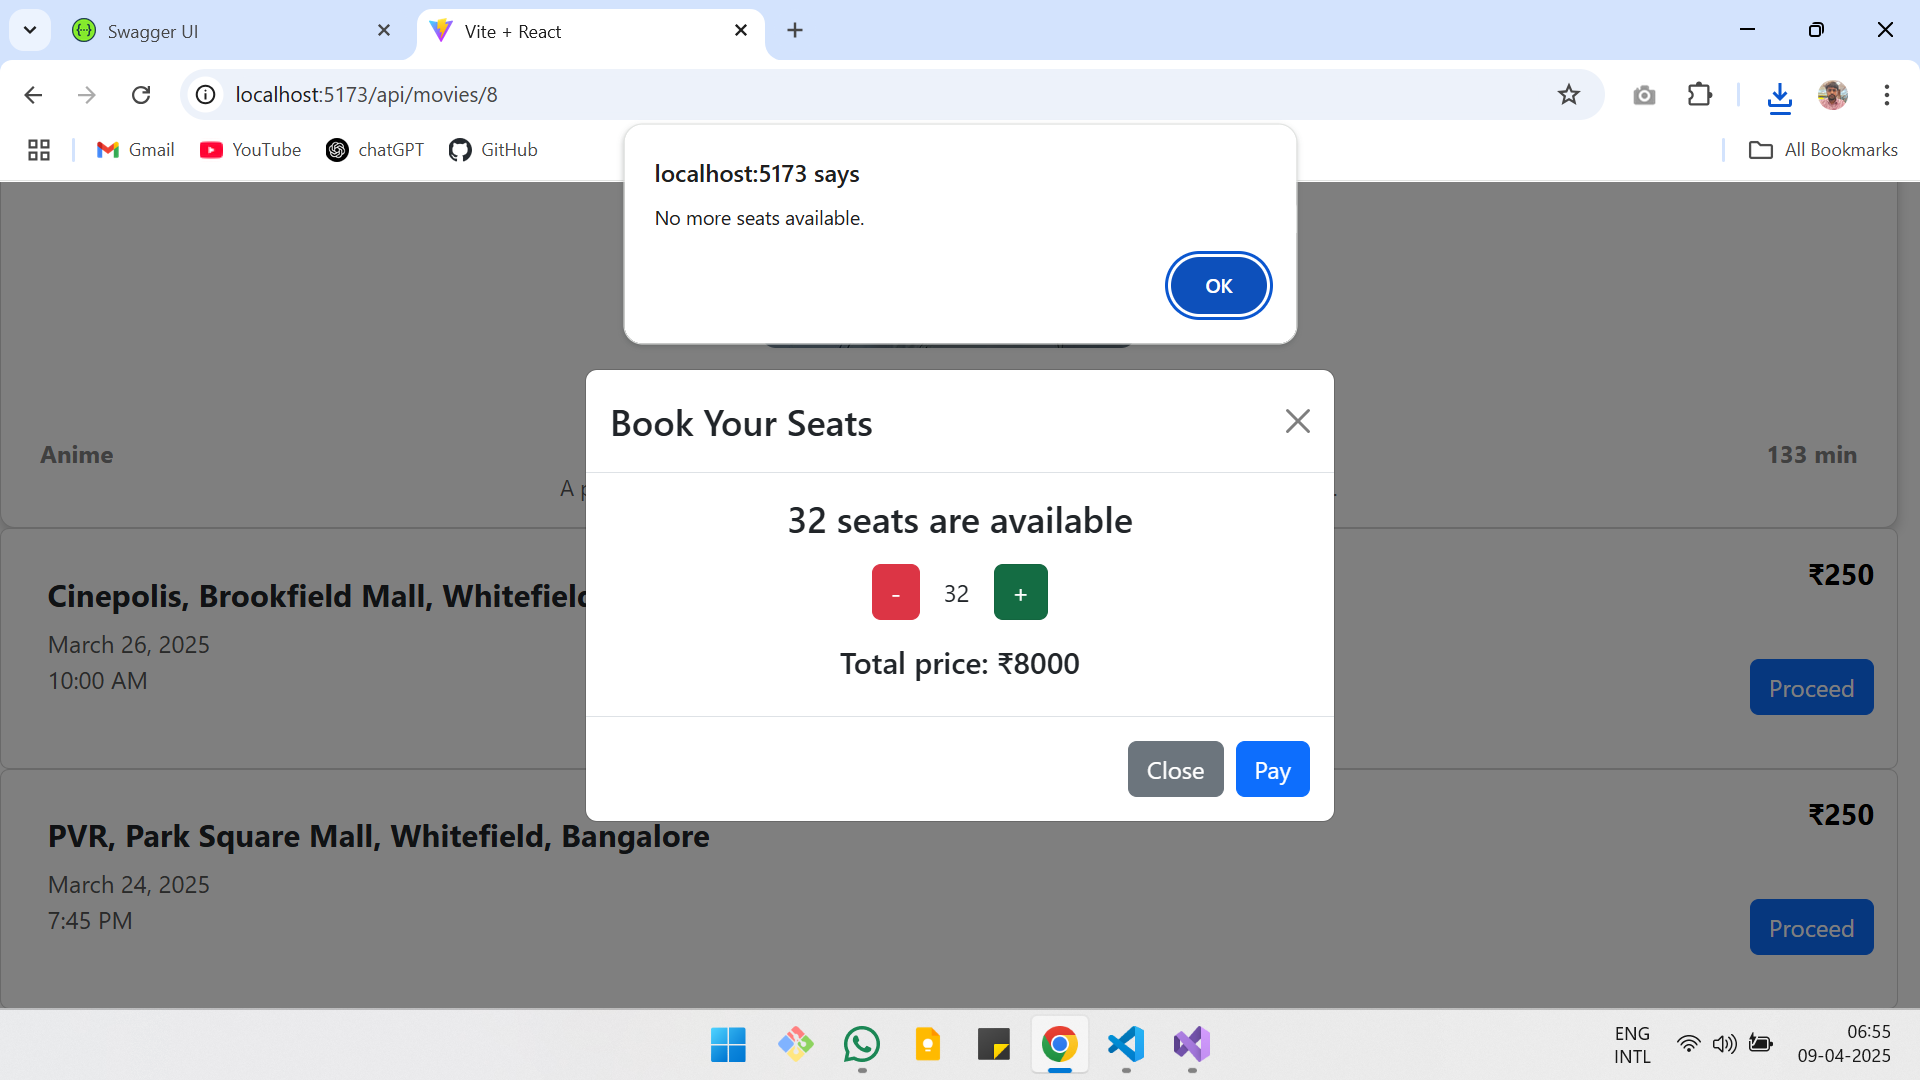 Swagger UI
Vite + React
localhost:5173/api/movies/8
Gmail
YouTube
chatGPT
GitHub
All Bookmarks
localhost:5173 says
No more seats available.
OK
Book Your Seats
Anime
133 min
A
.
32 seats are available
- 32 +
Total price: ₹8000
Close
Pay
Cinepolis, Brookfield Mall, Whitefield
₹250
March 26, 2025
10:00 AM
Proceed
PVR, Park Square Mall, Whitefield, Bangalore
₹250
March 24, 2025
7:45 PM
Proceed
ENG
INTL
06:55
09-04-2025